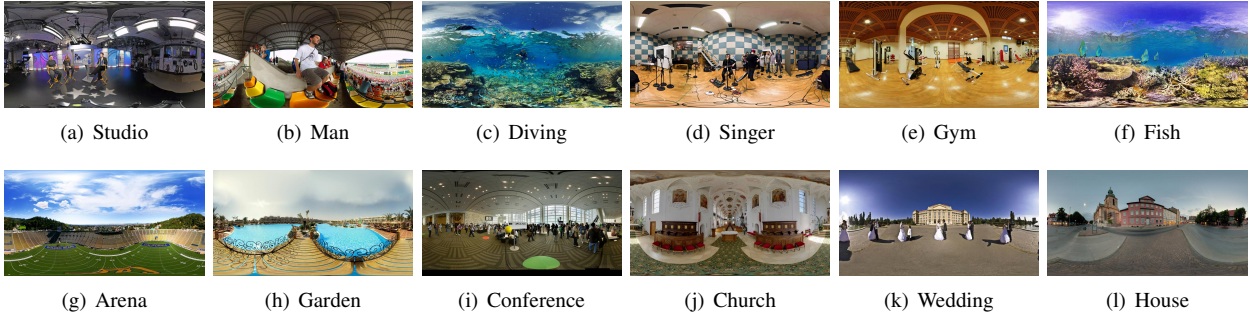 (a) Studio
(b) Man
(c) Diving
(d) Singer
(e) Gym
(f) Fish
(g) Arena
(h) Garden
(i) Conference
(j) Church
(k) Wedding
(l) House